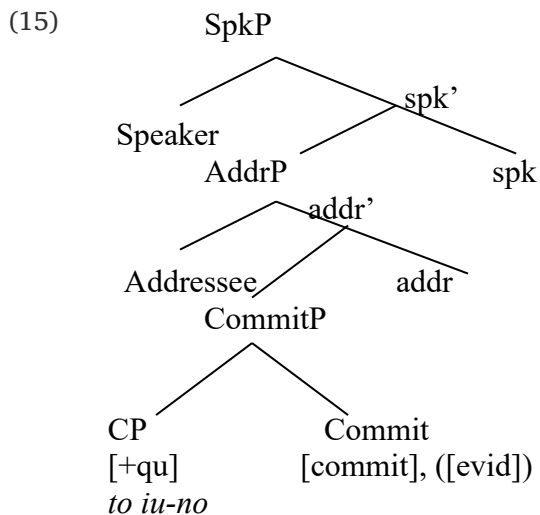 (15) SpkP
spk’
Speaker
AddrP spk
addr’
Addressee addr
CommitP
CP Commit
[+qu] [commit], ([evid])
to iu-no